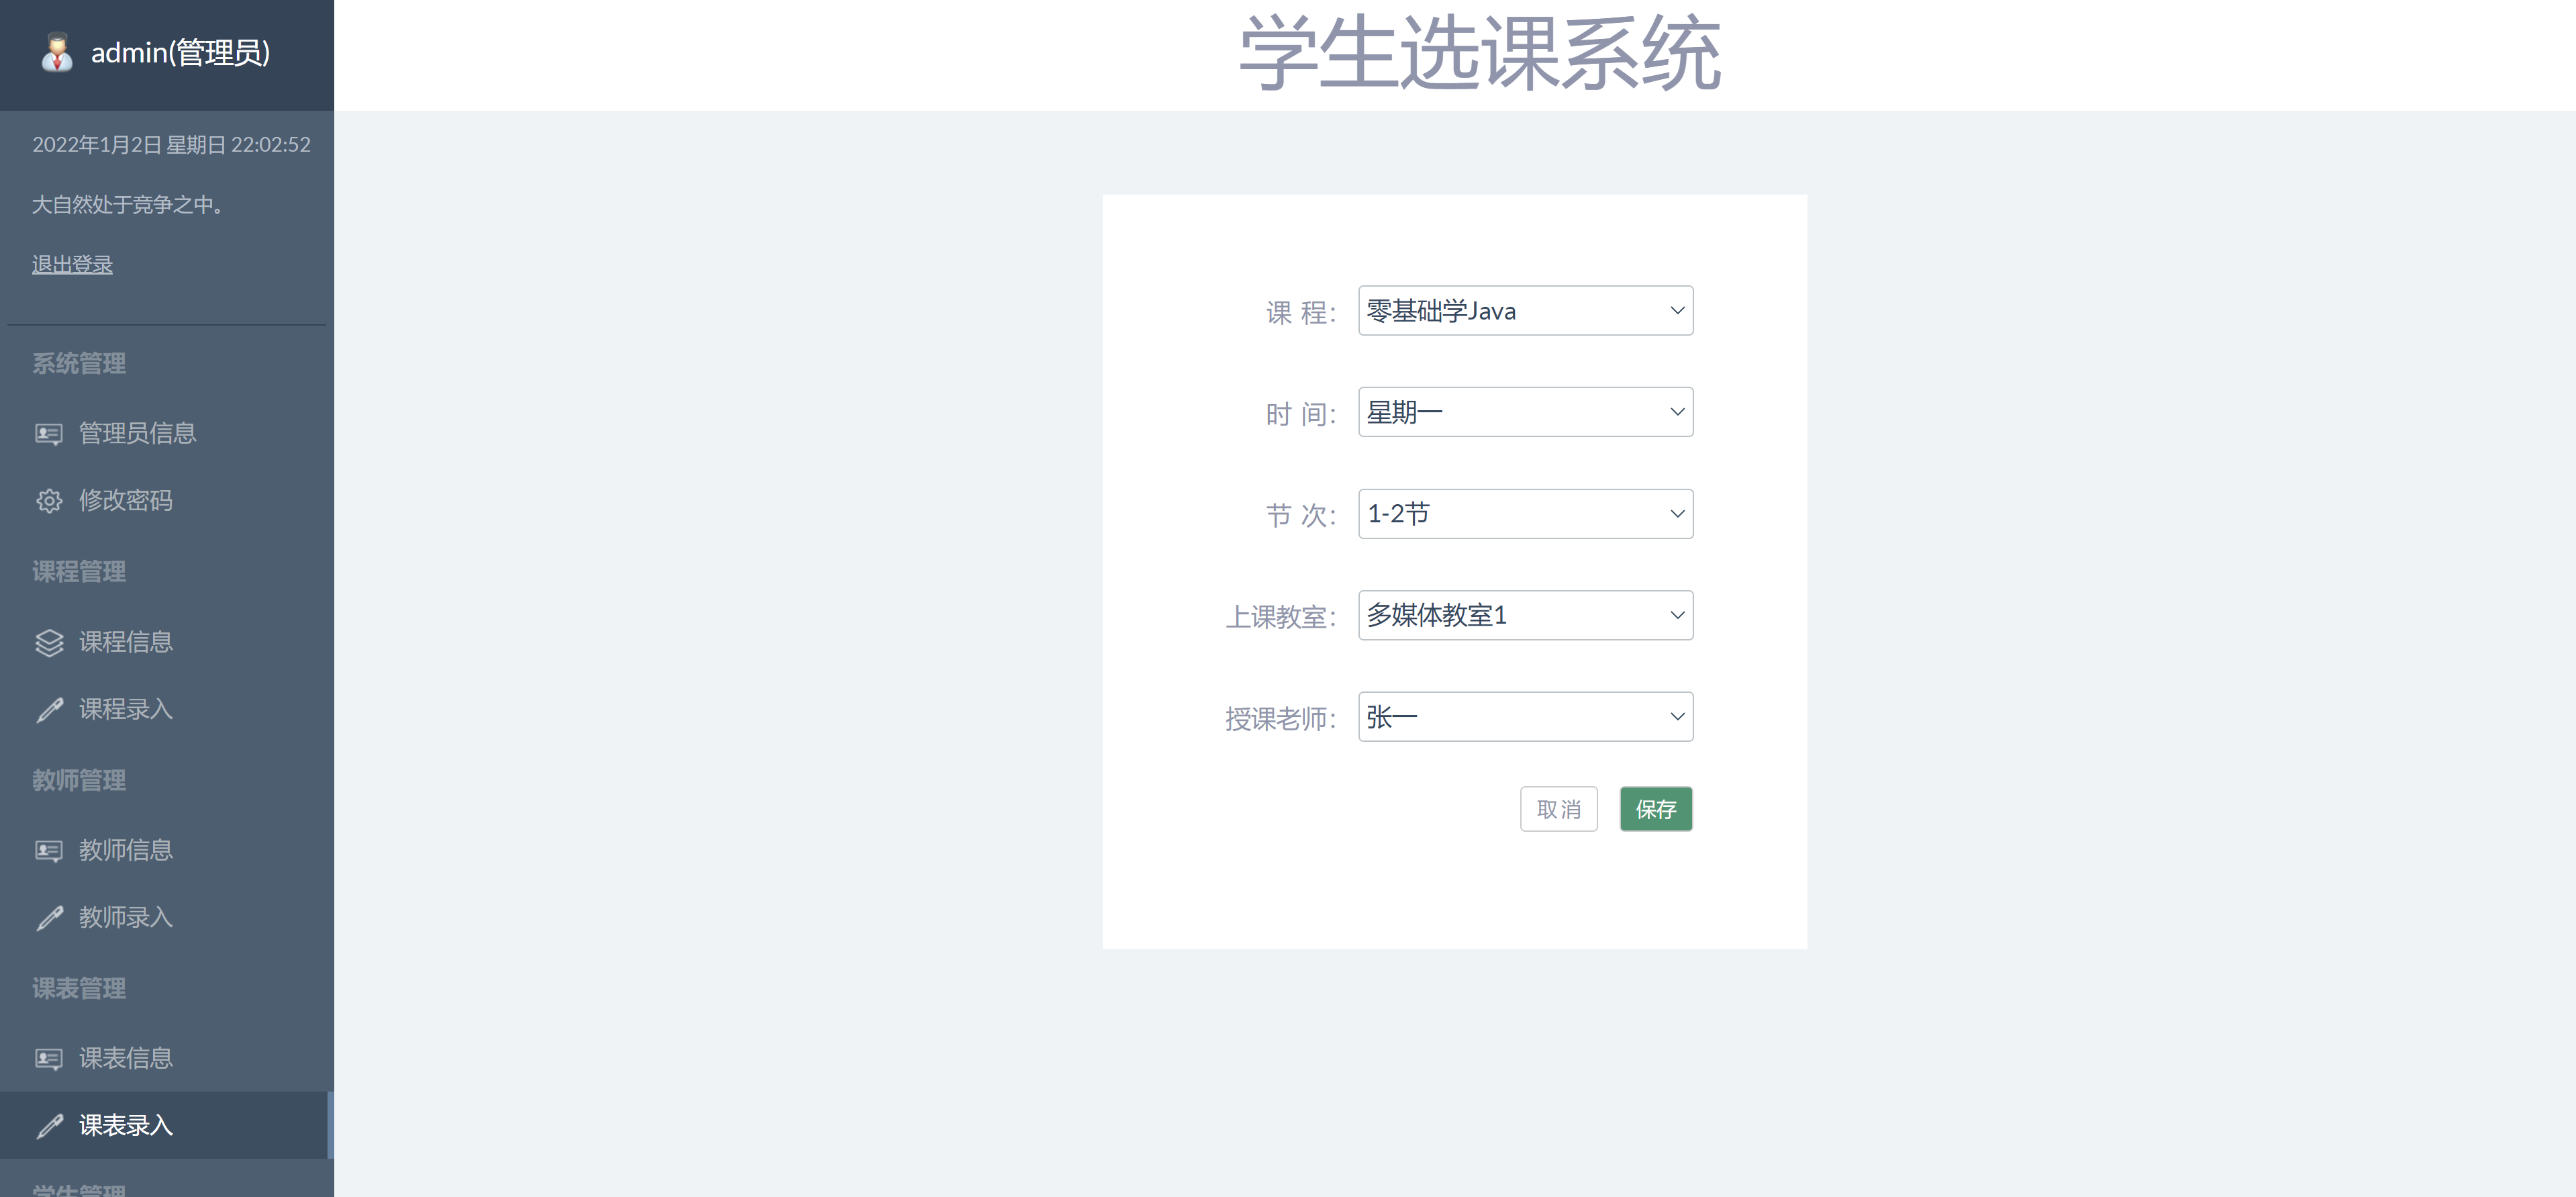 admin(管理员)
学生选课系统
2022年1月2日 星期日 22:02:52
大自然处于竞争之中。
退出登录
系统管理
管理员信息
修改密码
课程管理
课程信息
课程录入
教师管理
教师信息
教师录入
课表管理
课表信息
课表录入
学生管理
课 程：
零基础学Java
时 间：
星期一
节 次：
1-2节
上课教室：
多媒体教室1
授课老师：
张一
取 消
保存